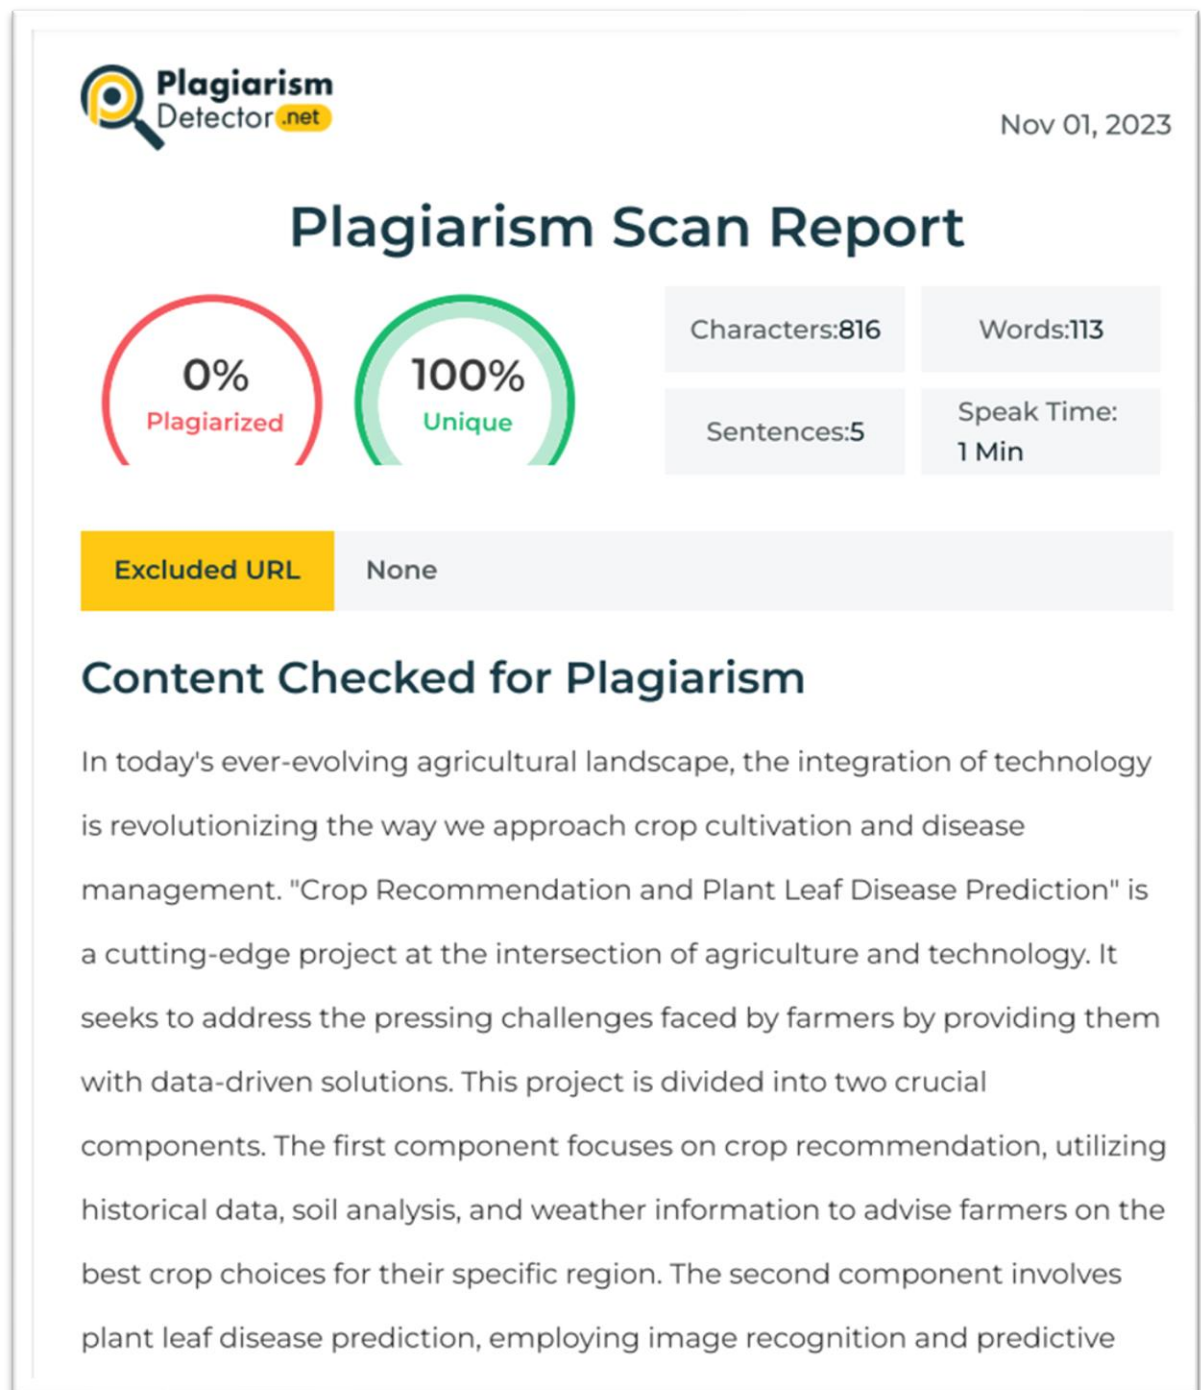 Plagiarism
Detector .net
Nov 01, 2023
Plagiarism Scan Report
0%
Plagiarized
100%
Unique
Characters:816
Words:113
Sentences:5
Speak Time:
1 Min
Excluded URL
None
Content Checked for Plagiarism
In today's ever-evolving agricultural landscape, the integration of technology
is revolutionizing the way we approach crop cultivation and disease
management. "Crop Recommendation and Plant Leaf Disease Prediction" is
a cutting-edge project at the intersection of agriculture and technology. It
seeks to address the pressing challenges faced by farmers by providing them
with data-driven solutions. This project is divided into two crucial
components. The first component focuses on crop recommendation, utilizing
historical data, soil analysis, and weather information to advise farmers on the
best crop choices for their specific region. The second component involves
plant leaf disease prediction, employing image recognition and predictive